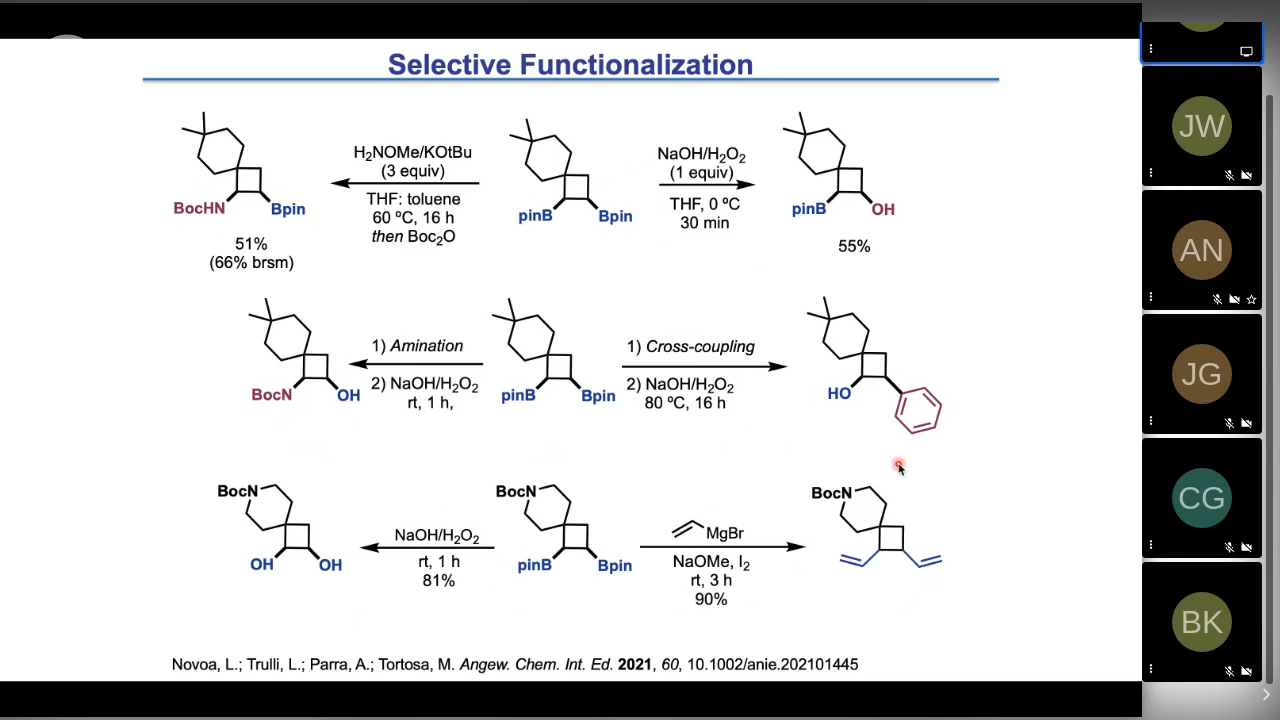 Selective Functionalization
BocHN
Bpin
51%
(66% brsm)
H₂NOMe/KOtBu
(3 equiv)
THF: toluene
60 ºC, 16 h
then Boc₂O
pinB
Bpin
NaOH/H₂O₂
(1 equiv)
THF, 0 ºC
30 min
pinB
OH
55%
BocN
OH
1) Amination
2) NaOH/H₂O₂
rt, 1 h,
pinB
Bpin
1) Cross-coupling
2) NaOH/H₂O₂
80 ºC, 16 h
HO
BocN
OH
OH
NaOH/H₂O₂
rt, 1 h
81%
BocN
pinB
Bpin
MgBr
NaOMe, I₂
rt, 3 h
90%
BocN
Novoa, L.; Trulli, L.; Parra, A.; Tortosa, M. Angew. Chem. Int. Ed. 2021, 60, 10.1002/anie.202101445
JW
AN
JG
CG
BK